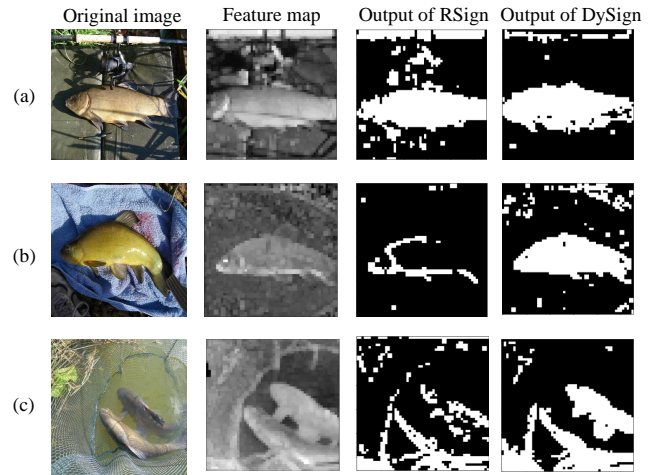 Original image Feature map Output of RSign Output of DySign
(a)
(b)
(c)